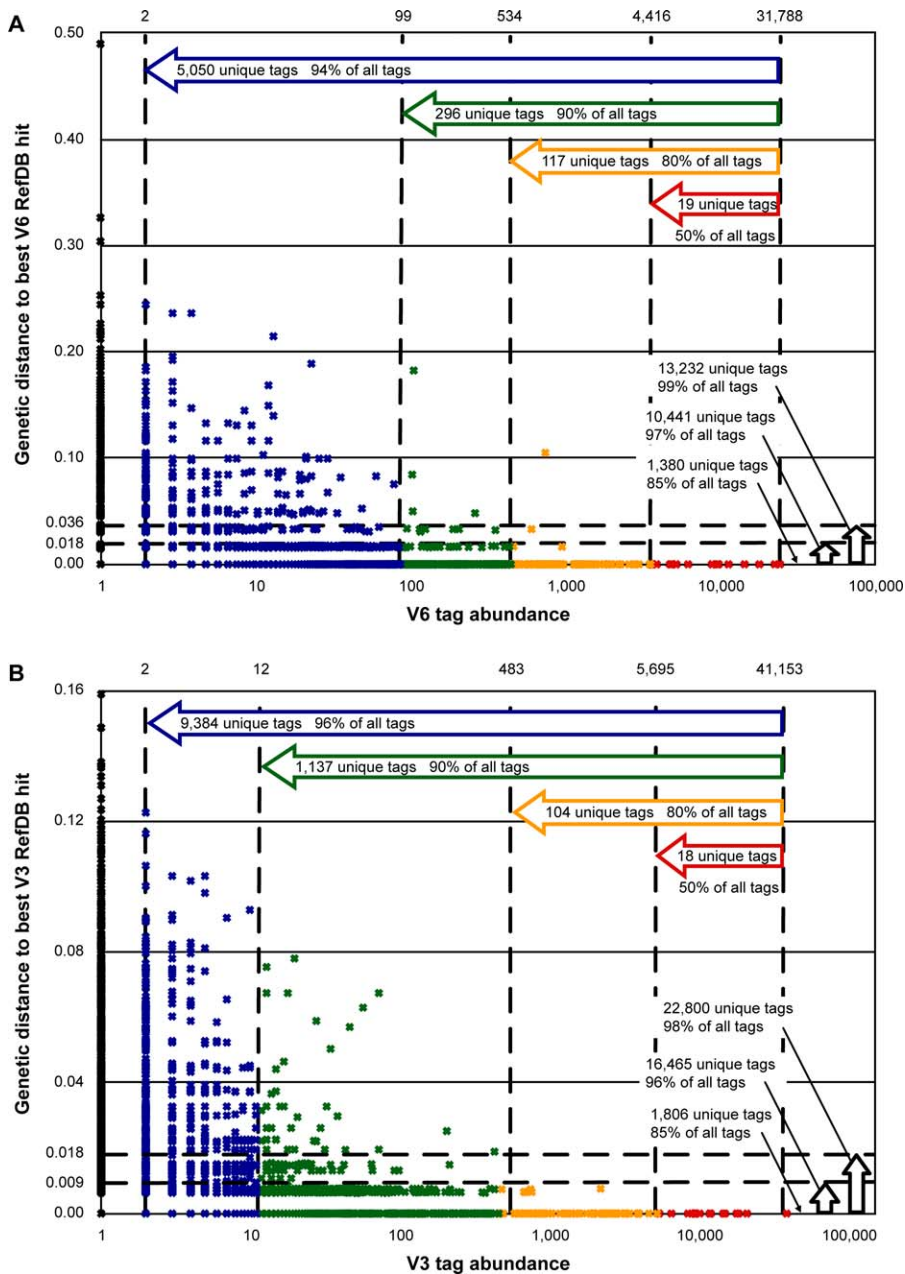 A
2 99 534 4,416 31,788
0.50
5,050 unique tags 94% of all tags
296 unique tags 90% of all tags
0.40
117 unique tags 80% of all tags
19 unique tags
50% of all tags
0.30
0.20
13,232 unique tags
99% of all tags
10,441 unique tags
97% of all tags
0.10
1,380 unique tags
85% of all tags
0.036
0.018
0.00
Genetic distance to best V6 RefDB hit
1 10 100 1,000 10,000 100,000
V6 tag abundance
B
2 12 483 5,695 41,153
0.16
9,384 unique tags 96% of all tags
1,137 unique tags 90% of all tags
0.12
104 unique tags 80% of all tags
18 unique tags
50% of all tags
0.08
22,800 unique tags
98% of all tags
0.04
16,465 unique tags
96% of all tags
1,806 unique tags
85% of all tags
0.018
0.009
0.00
Genetic distance to best V3 RefDB hit
1 10 100 1,000 10,000 100,000
V3 tag abundance